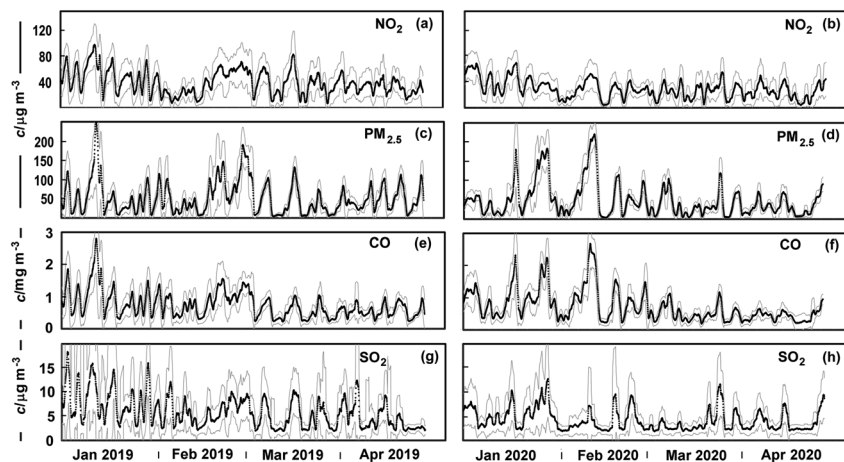 NO2 (a)
NO2 (b)
120
80
40
c/µg m−3
PM2.5 (c)
PM2.5 (d)
200
150
100
50
CO (e)
CO (f)
3
2
1
0
c/mg m−3
SO2 (g)
SO2 (h)
15
10
5
0
c/µg m−3
Jan 2019 Feb 2019 Mar 2019 Apr 2019 Jan 2020 Feb 2020 Mar 2020 Apr 2020